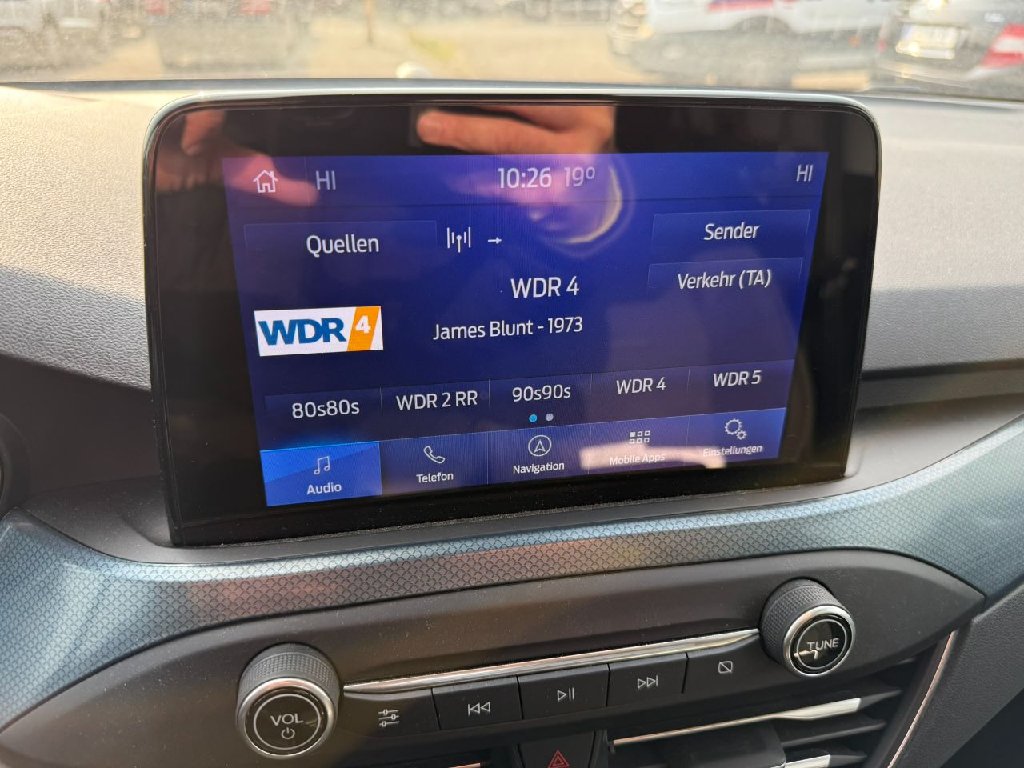 HI 10:26 19° HI
Quellen
Sender
WDR 4
Verkehr (TA)
WDR 4
James Blunt - 1973
80s80s WDR 2 RR 90s90s WDR 4 WDR 5
Audio Telefon Navigation Mobile Apps Einstellungen
VOL
TUNE